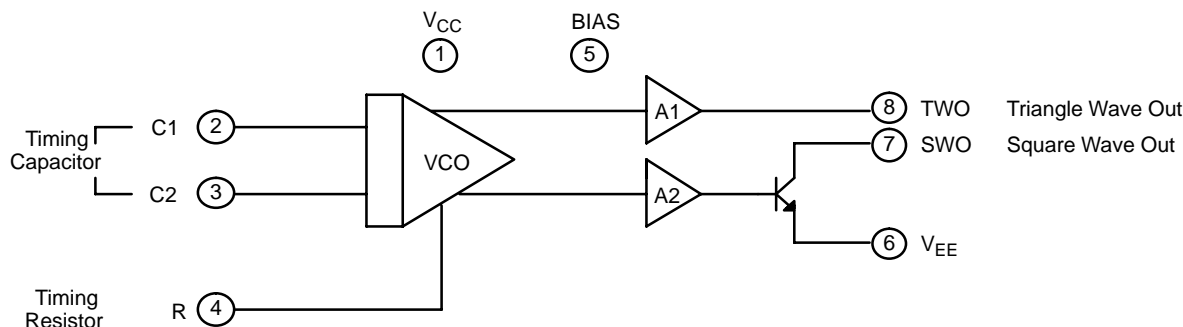 VCC
BIAS
1
5
A1
8 TWO Triangle Wave Out
Timing
Capacitor
C1 2
7 SWO Square Wave Out
VCO
C2 3
A2
6 VEE
Timing
Resistor
R 4